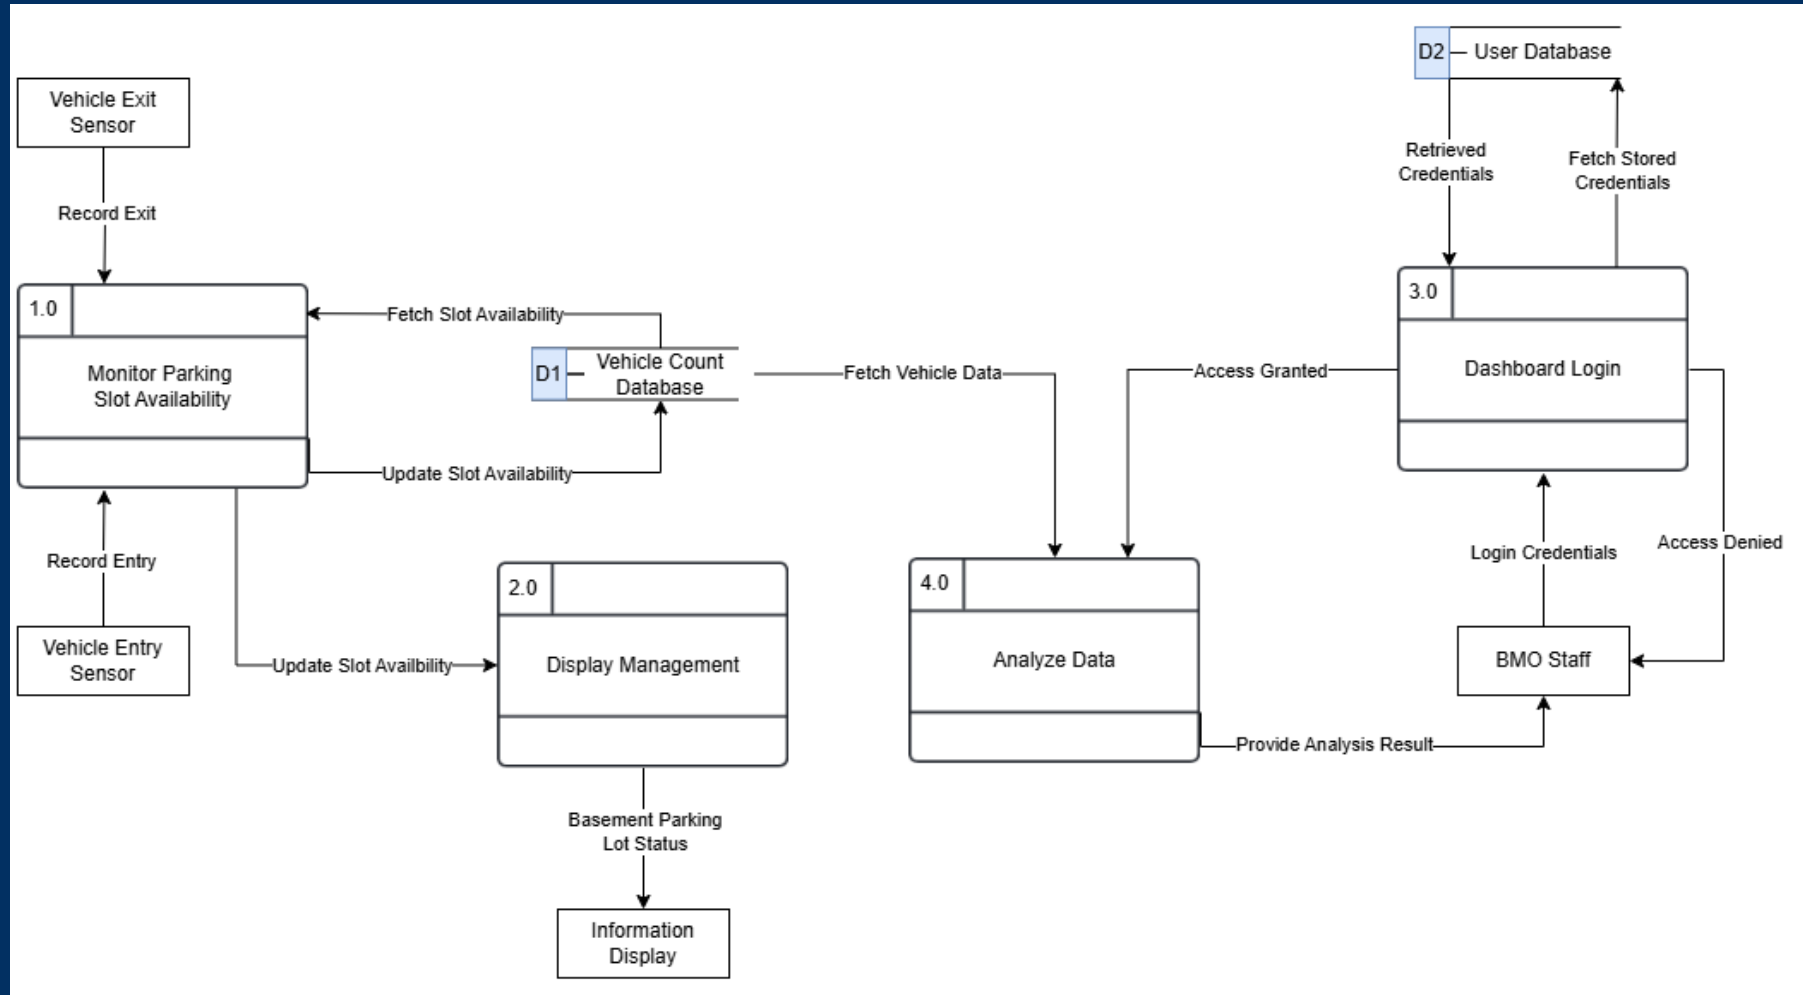 D2
User Database
Vehicle Exit
Sensor
Retrieved
Credentials
Fetch Stored
Credentials
Record Exit
1.0
Monitor Parking
Slot Availability
Fetch Slot Availability
D1
Vehicle Count
Database
Update Slot Availability
Fetch Vehicle Data
Access Granted
3.0
Dashboard Login
Record Entry
Vehicle Entry
Sensor
Update Slot Availbility
2.0
Display Management
4.0
Analyze Data
Login Credentials
Access Denied
BMO Staff
Provide Analysis Result
Basement Parking
Lot Status
Information
Display